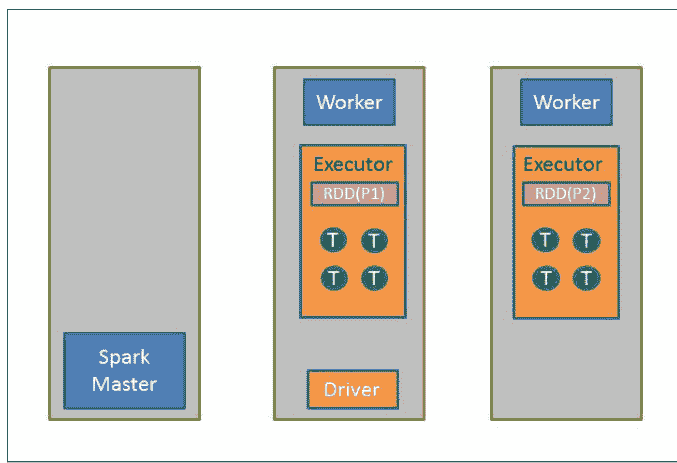 Spark
Master
Worker
Executor
RDD(P1)
T T
T T
Driver
Worker
Executor
RDD(P2)
T T
T T